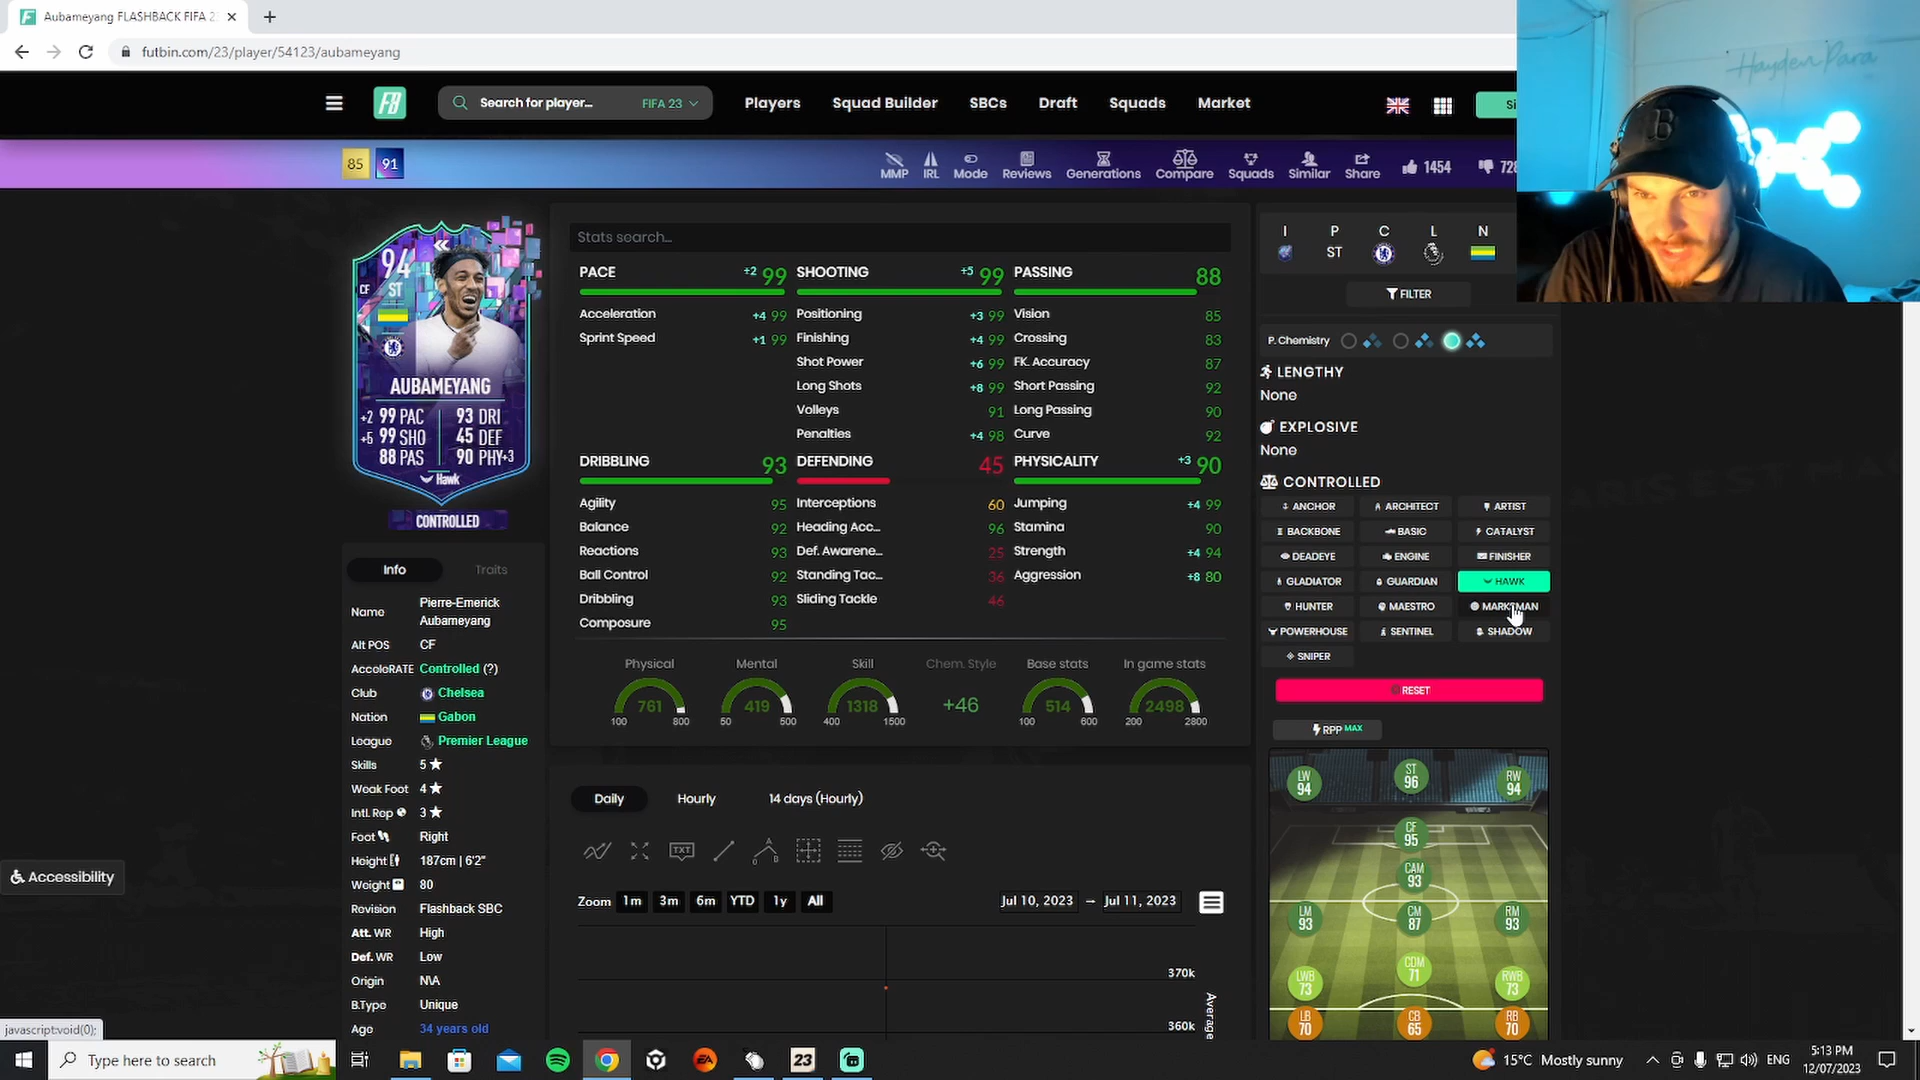 Aubameyang FLASHBACK FIFA 23
futbin.com/23/player/54123/aubameyang
Hayden Para
FB
Search for player...
FIFA 23
Players
Squad Builder
SBCs
Draft
Squads
Market
85
91
MMP
IRL
Mode
Reviews
Generations
Compare
Squads
Similar
Share
1454
728
94
CF
ST
AUBAMEYANG
+2 99 PAC
93 DRI
+5 99 SHO
45 DEF
88 PAS
90 PHY+3
Hawk
CONTROLLED
Stats search...
PACE +2 99
Acceleration +4 99
Sprint Speed +1 99
SHOOTING +5 99
Positioning +3 99
Finishing +4 99
Shot Power +6 99
Long Shots +8 99
Volleys 91
Penalties +4 98
PASSING 88
Vision 85
Crossing 83
FK. Accuracy 87
Short Passing 92
Long Passing 90
Curve 92
DRIBBLING 93
Agility 95
Balance 92
Reactions 93
Ball Control 92
Dribbling 93
Composure 95
DEFENDING 45
Interceptions 60
Heading Acc... 96
Def. Awarene... 25
Standing Tac... 36
Sliding Tackle 46
PHYSICALITY +3 90
Jumping +4 99
Stamina 90
Strength +4 94
Aggression +8 80
Physical
761
100 800
Mental
419
50 500
Skill
1318
400 1500
Chem. Style
+46
Base stats
514
100 600
In game stats
2498
200 2800
I P C L N
ST
FILTER
P. Chemistry
LENGTHY
None
EXPLOSIVE
None
CONTROLLED
ANCHOR ARCHITECT ARTIST
BACKBONE BASIC CATALYST
DEADEYE ENGINE FINISHER
GLADIATOR GUARDIAN HAWK
HUNTER MAESTRO MARKSMAN
POWERHOUSE SENTINEL SHADOW
SNIPER
RESET
RPP MAX
LW 94
ST 96
RW 94
CF 95
CAM 93
LM 93
CM 87
RM 93
CDM 71
LWB 73
RWB 73
LB 70
CB 65
RB 70
Info
Traits
Name Pierre-Emerick Aubameyang
Alt POS CF
AcceloRATE Controlled (?)
Club Chelsea
Nation Gabon
League Premier League
Skills 5
Weak Foot 4
Intl. Rep 3
Foot Right
Height 187cm | 6'2"
Weight 80
Revision Flashback SBC
Att. WR High
Def. WR Low
Origin N\A
B.Type Unique
Age 34 years old
Daily
Hourly
14 days (Hourly)
TXT
Zoom 1m 3m 6m YTD 1y All
Jul 10, 2023 – Jul 11, 2023
370k
360k
Average
Accessibility
javascript:void(0);
Type here to search
EA
23
15°C Mostly sunny
ENG
5:13 PM
12/07/2023